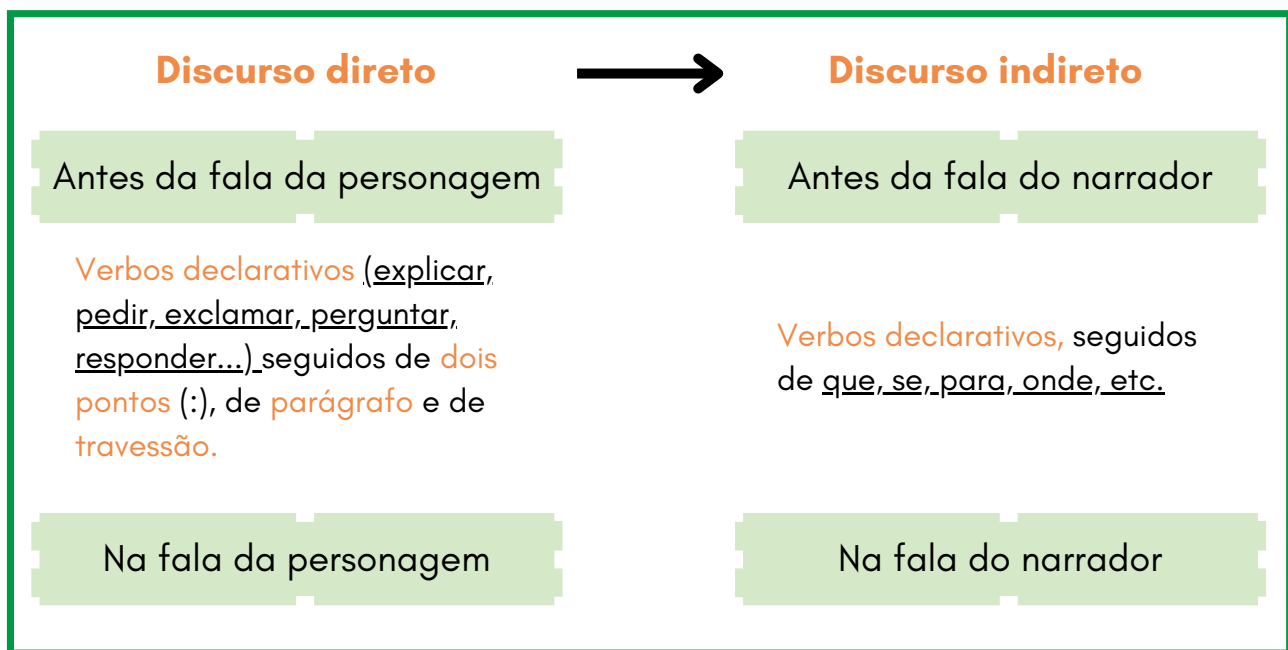 Discurso direto
Discurso indireto
Antes da fala da personagem
Antes da fala do narrador
Verbos declarativos (explicar,
pedir, exclamar, perguntar,
responder...) seguidos de dois
pontos (:), de parágrafo e de
travessão.
Verbos declarativos, seguidos
de que, se, para, onde, etc.
Na fala da personagem
Na fala do narrador